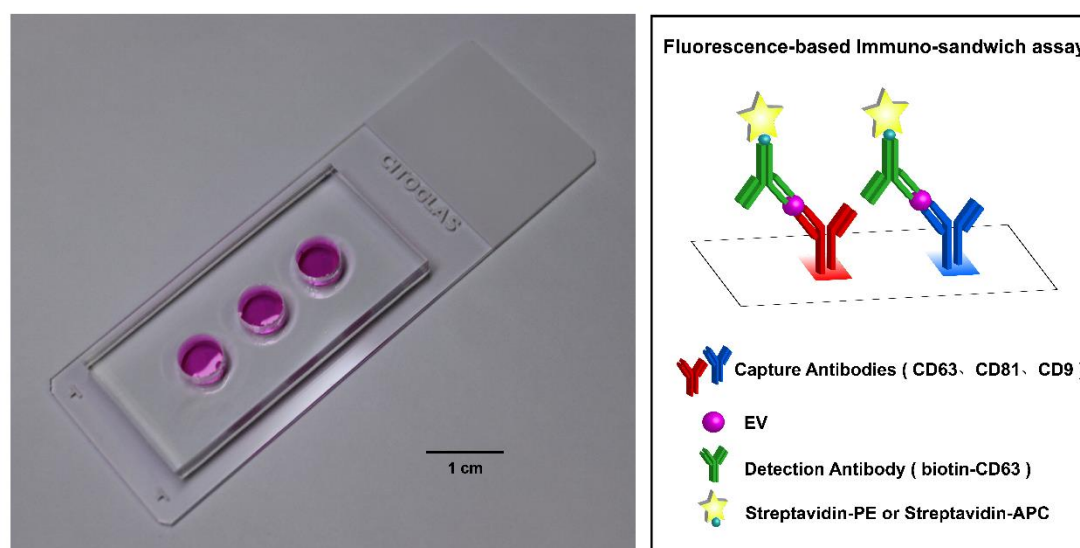 CITOGLAS
1 cm
Fluorescence-based Immuno-sandwich assay
Capture Antibodies ( CD63、CD81、CD9 )
EV
Detection Antibody ( biotin-CD63 )
Streptavidin-PE or Streptavidin-APC